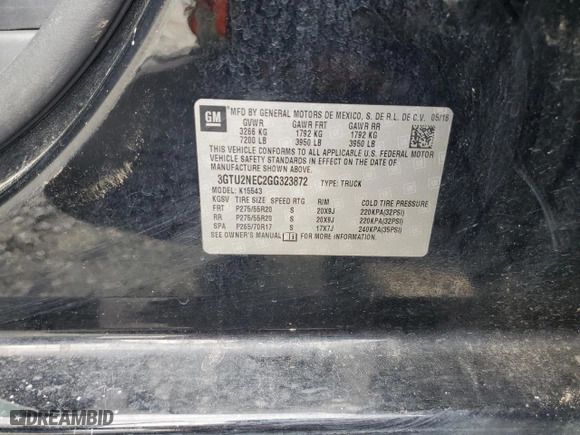 GM
MFD BY GENERAL MOTORS DE MEXICO, S. DE R.L. DE C.V. 05/16
GVWR GAWR FRT GAWR RR
3266 KG 1792 KG 1792 KG
7200 LB 3950 LB 3950 LB
THIS VEHICLE CONFORMS TO ALL APPLICABLE U.S. FEDERAL MOTOR
VEHICLE SAFETY STANDARDS IN EFFECT ON THE DATE OF
MANUFACTURE SHOWN ABOVE.
3GTU2NEC2GG323872 TYPE: TRUCK
MODEL: K15543
KGSV TIRE SIZE SPEED RTG R/M COLD TIRE PRESSURE
FRT P275/55R20 S 20X9J 220KPA(32PSI)
RR P275/55R20 S 20X9J 220KPA(32PSI)
SPA P265/70R17 S 17X7J 240KPA(35PSI)
SEE OWNER'S MANUAL FOR MORE INFORMATION.
DREAMBID